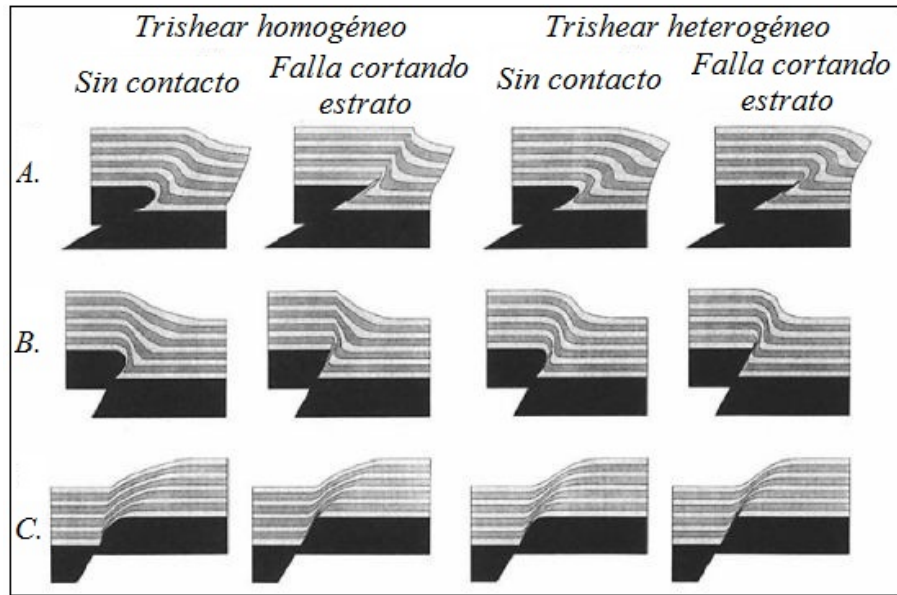 Trishear homogéneo
Trishear heterogéneo
Sin contacto
Falla cortando
estrato
Sin contacto
Falla cortando
estrato
A.
B.
C.